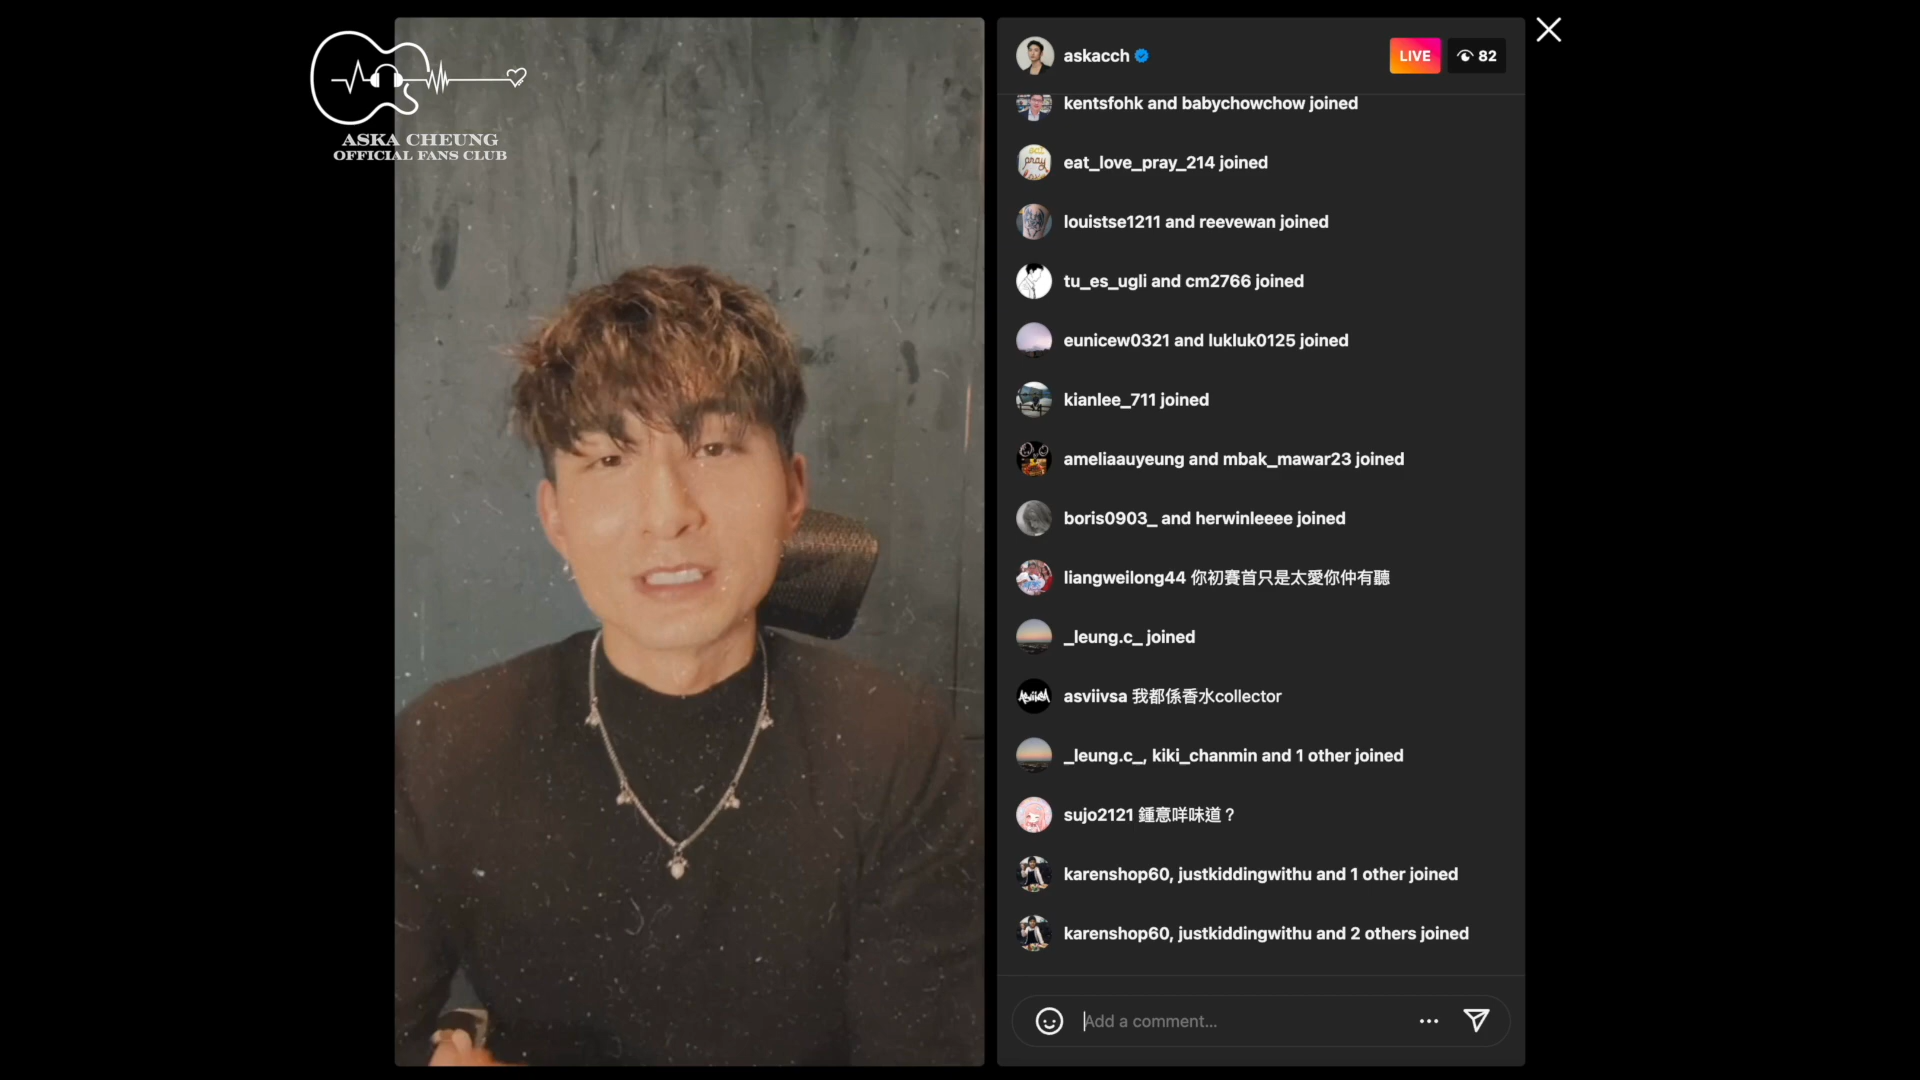 ASKA CHEUNG
OFFICIAL FANS CLUB
askacch
LIVE
82
kentsfohk and babychowchow joined
eat_love_pray_214 joined
louistse1211 and reevewan joined
tu_es_ugli and cm2766 joined
eunicew0321 and lukluk0125 joined
kianlee_711 joined
ameliaauyeung and mbak_mawar23 joined
boris0903_ and herwinleeee joined
liangweilong44 你初賽首只是太愛你仲有聽
_leung.c_ joined
asviivsa 我都係香水collector
_leung.c_, kiki_chanmin and 1 other joined
sujo2121 鍾意咩味道？
karenshop60, justkiddingwithu and 1 other joined
karenshop60, justkiddingwithu and 2 others joined
Add a comment...